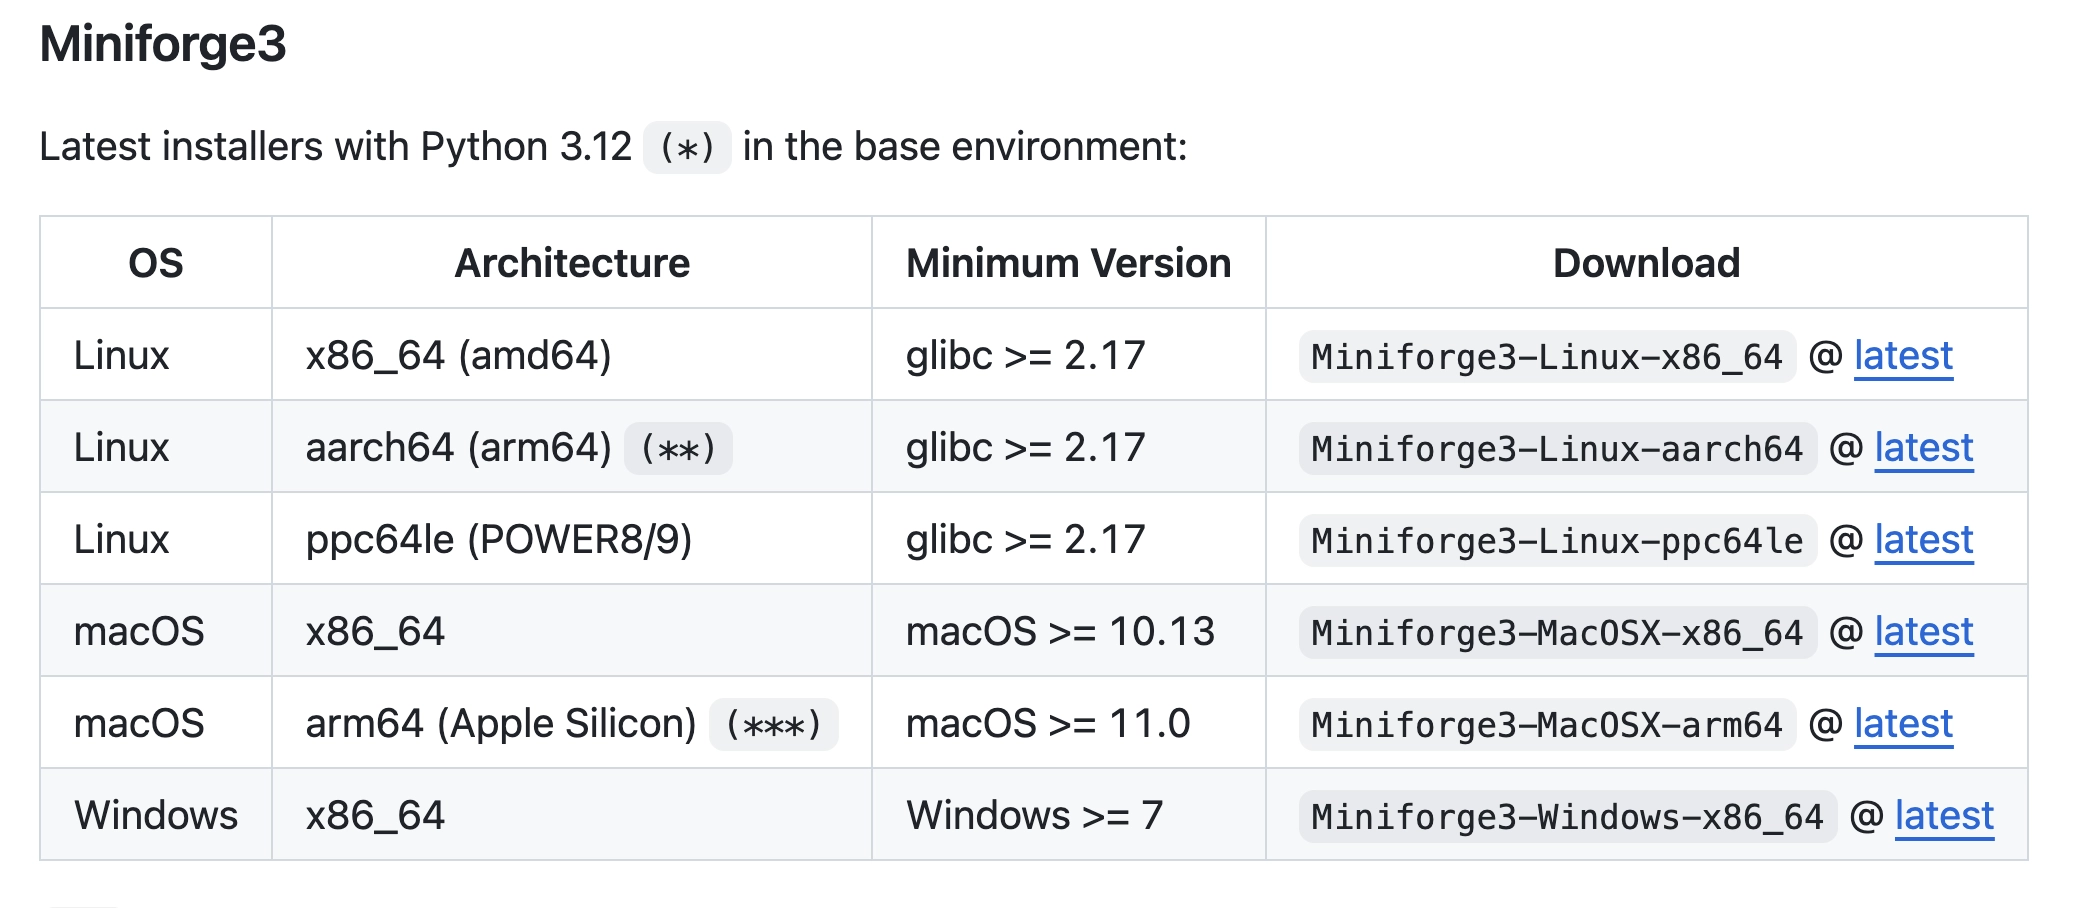 Miniforge3
Latest installers with Python 3.12 (*) in the base environment:
OS Architecture Minimum Version Download
Linux x86_64 (amd64) glibc >= 2.17 Miniforge3-Linux-x86_64 @ latest
Linux aarch64 (arm64) (**) glibc >= 2.17 Miniforge3-Linux-aarch64 @ latest
Linux ppc64le (POWER8/9) glibc >= 2.17 Miniforge3-Linux-ppc64le @ latest
macOS x86_64 macOS >= 10.13 Miniforge3-MacOSX-x86_64 @ latest
macOS arm64 (Apple Silicon) (***) macOS >= 11.0 Miniforge3-MacOSX-arm64 @ latest
Windows x86_64 Windows >= 7 Miniforge3-Windows-x86_64 @ latest